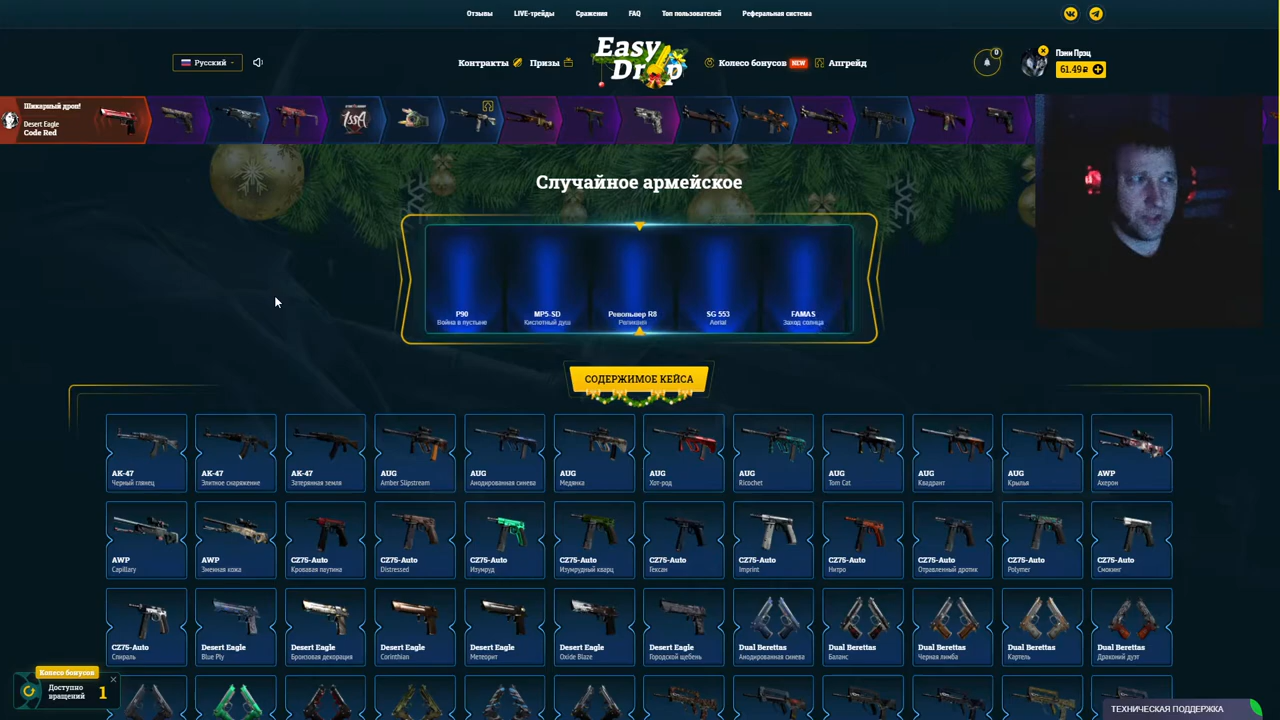 Отзывы
LIVE-трейды
Сражения
FAQ
Топ пользователей
Реферальная система
Русский
Контракты
Призы
Easy
Drop
Колесо бонусов NEW
Апгрейд
0
Пэни Прэц
61.49₽
Шикарный дроп!
Desert Eagle
Code Red
Случайное армейское
P90
Война в пустыне
MP5-SD
Кислотный душ
Револьвер R8
SG 553
Aerial
FAMAS
Заход солнца
СОДЕРЖИМОЕ КЕЙСА
AK-47
Черный глянец
AK-47
Элитное снаряжение
AK-47
Затерянная земля
AUG
Amber Slipstream
AUG
Анодированная синева
AUG
Медянка
AUG
Хот-род
AUG
Ricochet
AUG
Tom Cat
AUG
Квадрант
AUG
Крылья
AWP
Ахерон
AWP
Capillary
AWP
Змеиная кожа
CZ75-Auto
Кровавая паутина
CZ75-Auto
Distressed
CZ75-Auto
Изумруд
CZ75-Auto
Изумрудный кварц
CZ75-Auto
Гексан
CZ75-Auto
Imprint
CZ75-Auto
Нитро
CZ75-Auto
Отравленный дротик
CZ75-Auto
Polymer
CZ75-Auto
Смокинг
CZ75-Auto
Спираль
Desert Eagle
Blue Ply
Desert Eagle
Бронзовая декорация
Desert Eagle
Corinthian
Desert Eagle
Метеорит
Desert Eagle
Oxide Blaze
Desert Eagle
Городской щебень
Dual Berettas
Анодированная синева
Dual Berettas
Баланс
Dual Berettas
Черная лимба
Dual Berettas
Картель
Dual Berettas
Драконий дуэт
Колесо бонусов
Доступно
вращений
1
ТЕХНИЧЕСКАЯ ПОДДЕРЖКА